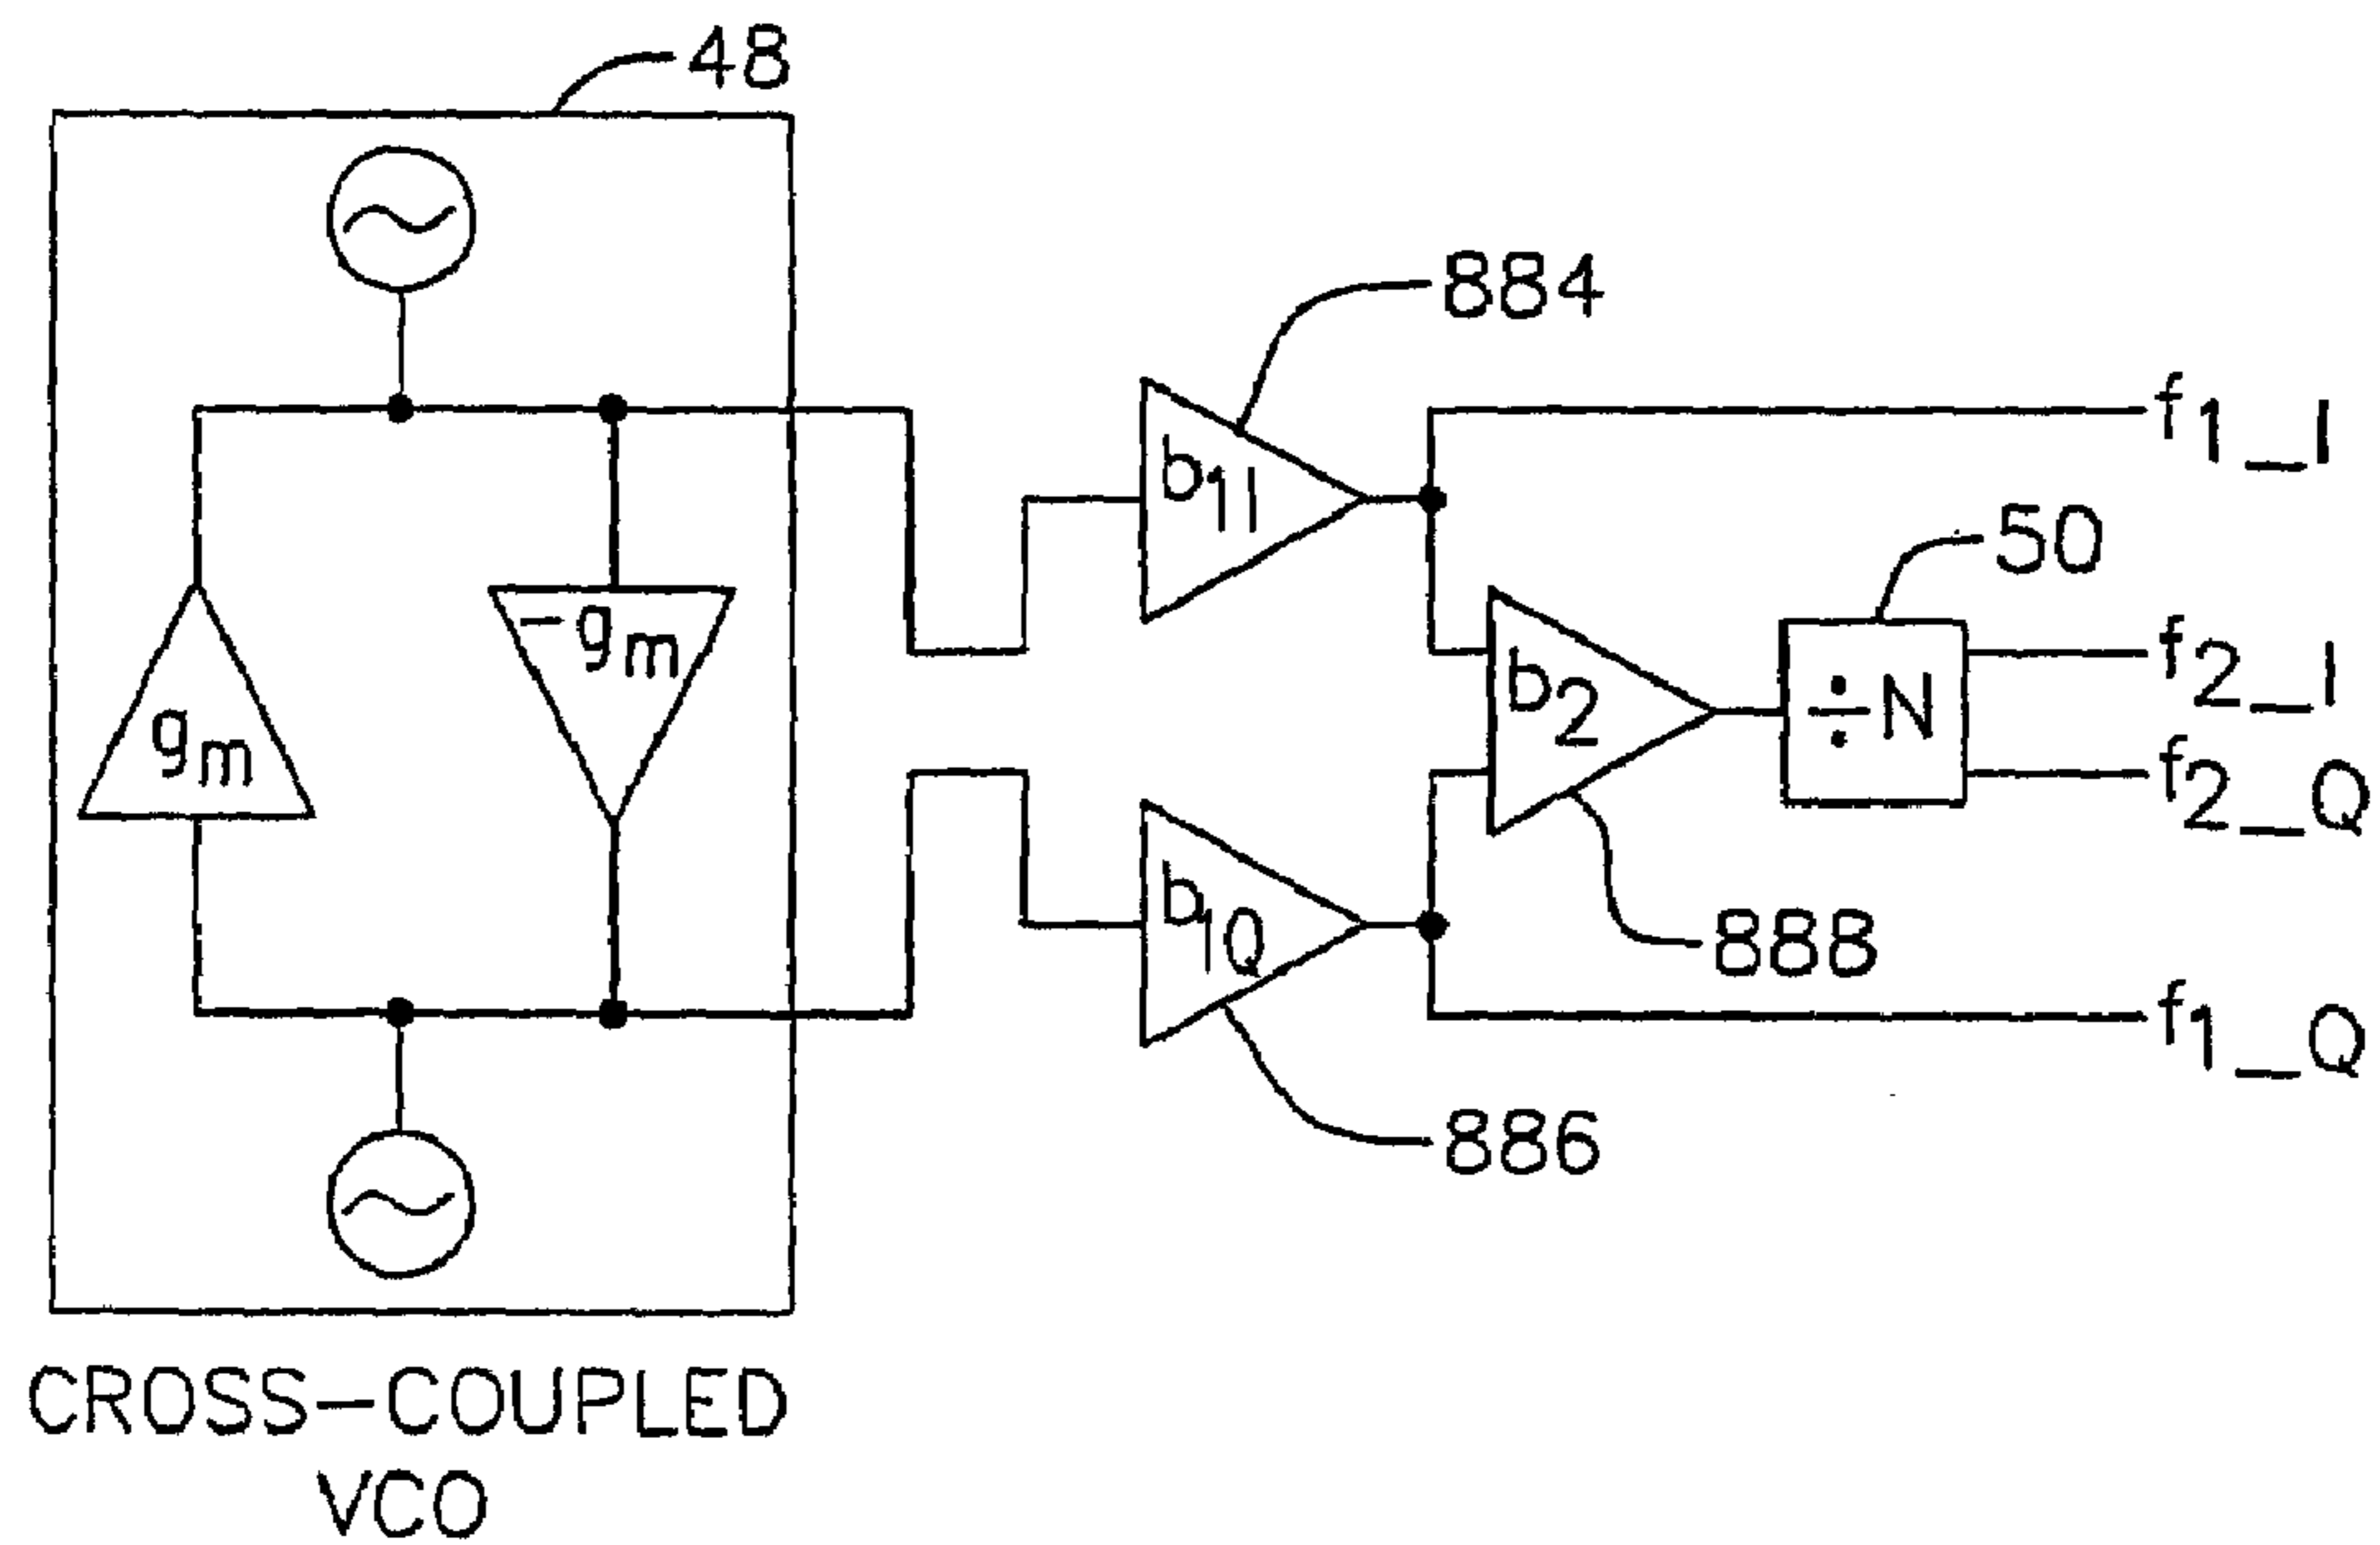 48
884
f1_I
b1I
50
f2_I
-gm
b2
÷N
gm
f2_Q
b1Q
888
f1_Q
886
CROSS-COUPLED
VCO